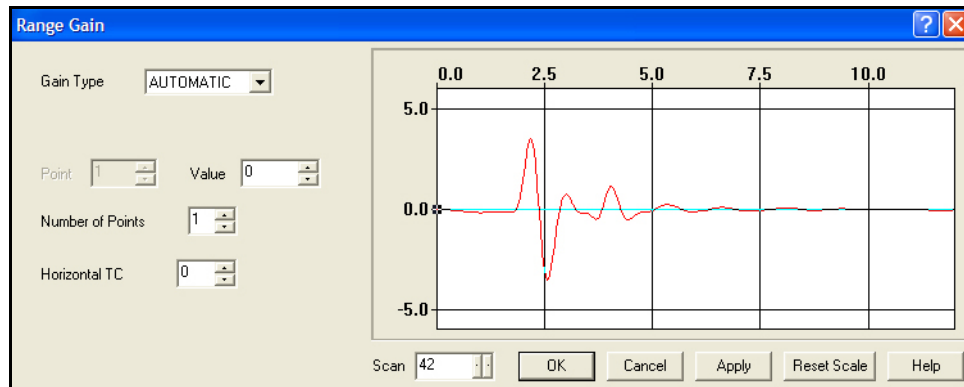 Range Gain
Gain Type AUTOMATIC
Point 1 Value 0
Number of Points 1
Horizontal TC 0
0.0 2.5 5.0 7.5 10.0
5.0
0.0
-5.0
Scan 42 OK Cancel Apply Reset Scale Help